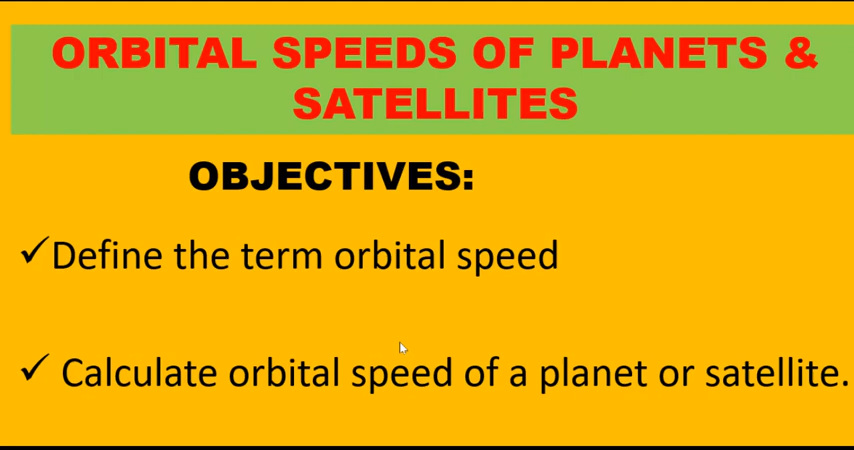 ORBITAL SPEEDS OF PLANETS &
SATELLITES
OBJECTIVES:
✓Define the term orbital speed
✓ Calculate orbital speed of a planet or satellite.